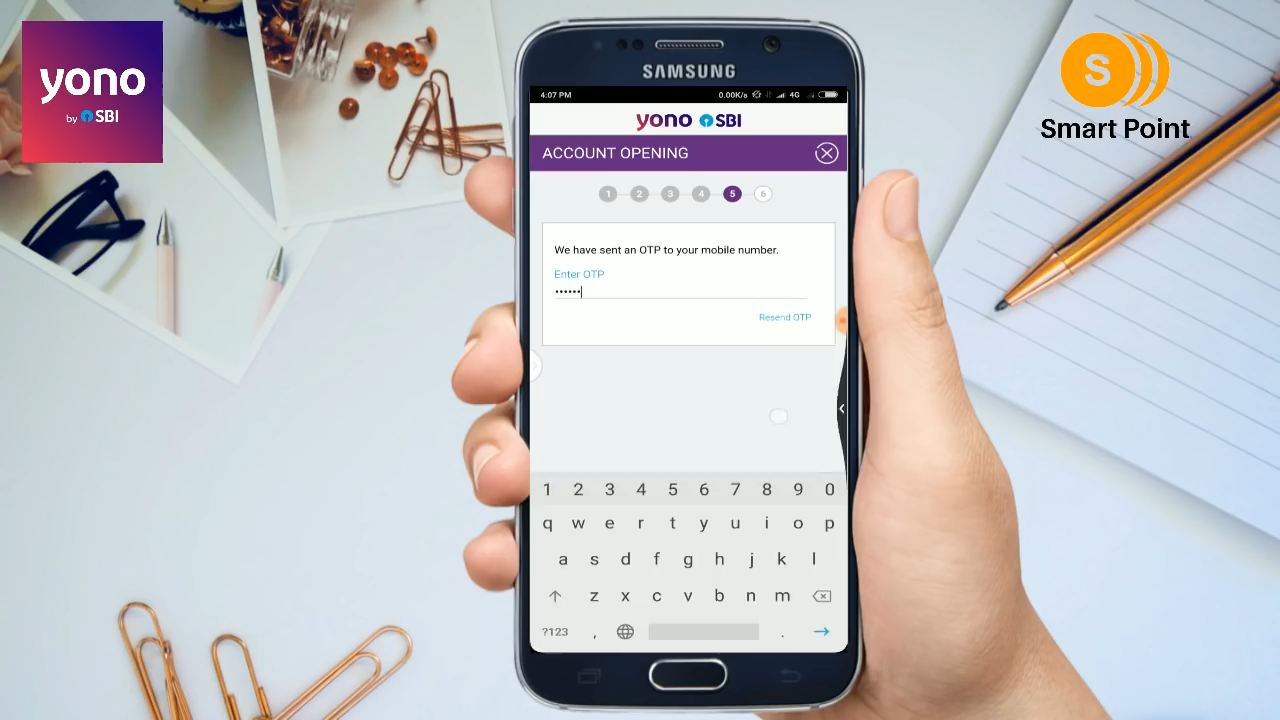 yono
by SBI
S
Smart Point
SAMSUNG
4:07 PM 0.00K/s 4G
yono SBI
ACCOUNT OPENING
1 2 3 4 5 6
We have sent an OTP to your mobile number.
Enter OTP
••••••
Resend OTP
1 2 3 4 5 6 7 8 9 0
q w e r t y u i o p
a s d f g h j k l
z x c v b n m
?123 , .